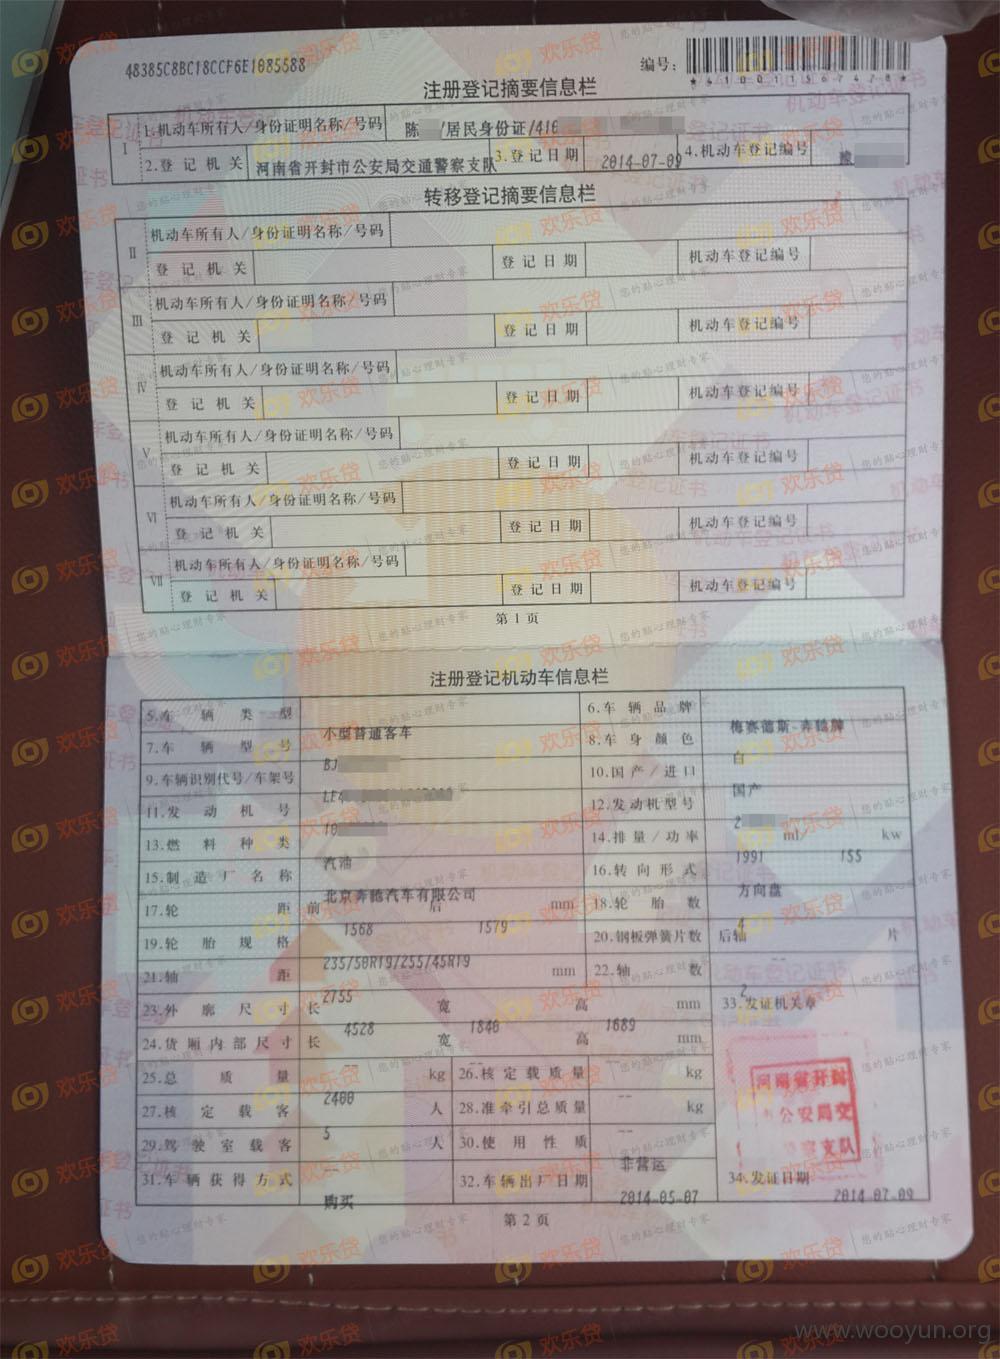 48385C8BC18CCF6E1085588
编号:
注册登记摘要信息栏
I 1.机动车所有人/身份证明名称/号码 陈 /居民身份证/416
2.登记机关 河南省开封市公安局交通警察支队 3.登记日期 2014-07-09 4.机动车登记编号 豫
转移登记摘要信息栏
II 机动车所有人/身份证明名称/号码
登记机关 登记日期 机动车登记编号
III 机动车所有人/身份证明名称/号码
登记机关 登记日期 机动车登记编号
IV 机动车所有人/身份证明名称/号码
登记机关 登记日期 机动车登记编号
V 机动车所有人/身份证明名称/号码
登记机关 登记日期 机动车登记编号
VI 机动车所有人/身份证明名称/号码
登记机关 登记日期 机动车登记编号
VII 机动车所有人/身份证明名称/号码
登记机关 登记日期 机动车登记编号
第1页
注册登记机动车信息栏
5.车辆类型 小型普通客车 6.车辆品牌 梅赛德斯-奔驰牌
7.车辆型号 BJ 8.车身颜色 白
9.车辆识别代号/车架号 LE4 10.国产/进口 国产
11.发动机号 10 12.发动机型号 2
13.燃料种类 汽油 14.排量/功率 1991 ml/ 155 kw
15.制造厂名称 北京奔驰汽车有限公司 16.转向形式 方向盘
17.轮距 前 1568 后 1579 mm 18.轮胎数 4
19.轮胎规格 235/50R19/255/45R19 20.钢板弹簧片数 后轴 -- 片
21.轴距 2755 mm 22.轴数 2
23.外廓尺寸 长 4528 宽 1840 高 1689 mm 33.发证机关章
24.货厢内部尺寸 长 宽 -- 高 -- mm
25.总质量 2400 kg 26.核定载质量 -- kg
27.核定载客 5 人 28.准牵引总质量 -- kg
29.驾驶室载客 -- 人 30.使用性质 非营运
31.车辆获得方式 购买 32.车辆出厂日期 2014-05-07 34.发证日期 2014-07-09
河南省开封
市公安局交
警察支队
第2页
欢乐贷 您的贴心理财专家
机动车登记证书
www.wooyun.org